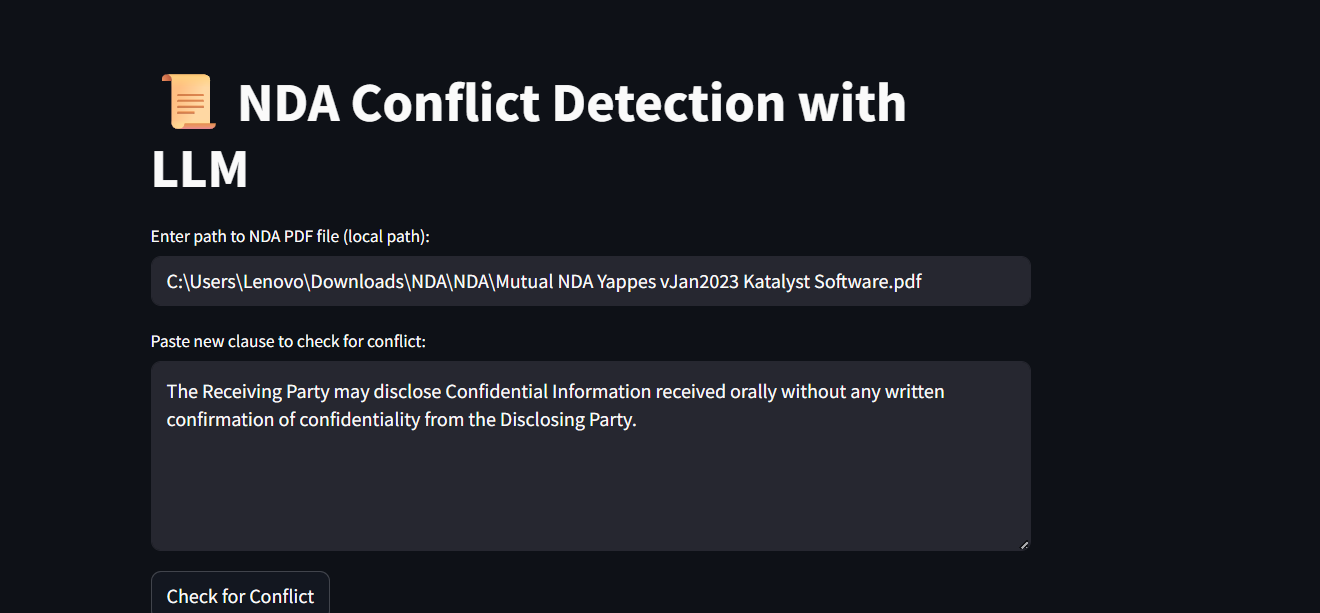 NDA Conflict Detection with
LLM
Enter path to NDA PDF file (local path):
C:\Users\Lenovo\Downloads\NDA\NDA\Mutual NDA Yappes vJan2023 Katalyst Software.pdf
Paste new clause to check for conflict:
The Receiving Party may disclose Confidential Information received orally without any written
confirmation of confidentiality from the Disclosing Party.
Check for Conflict